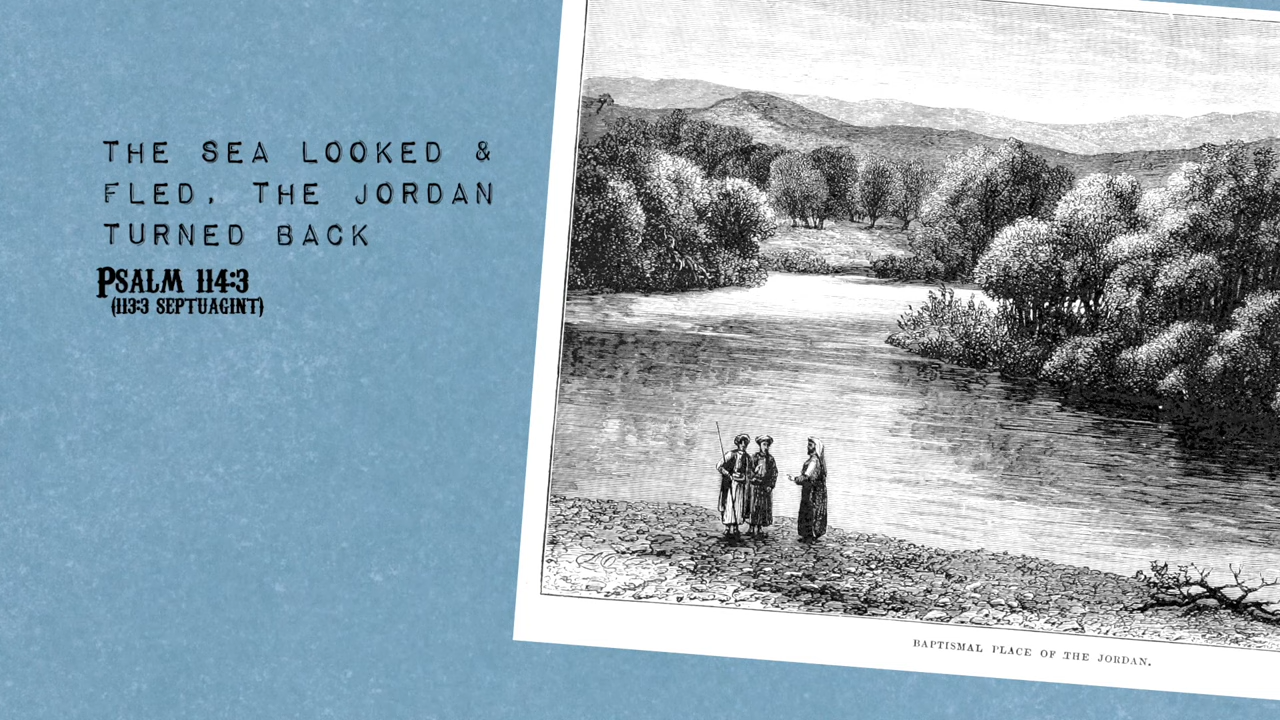 THE SEA LOOKED &
FLED, THE JORDAN
TURNED BACK
PSALM 114:3
(113:3 SEPTUAGINT)
BAPTISMAL PLACE OF THE JORDAN.